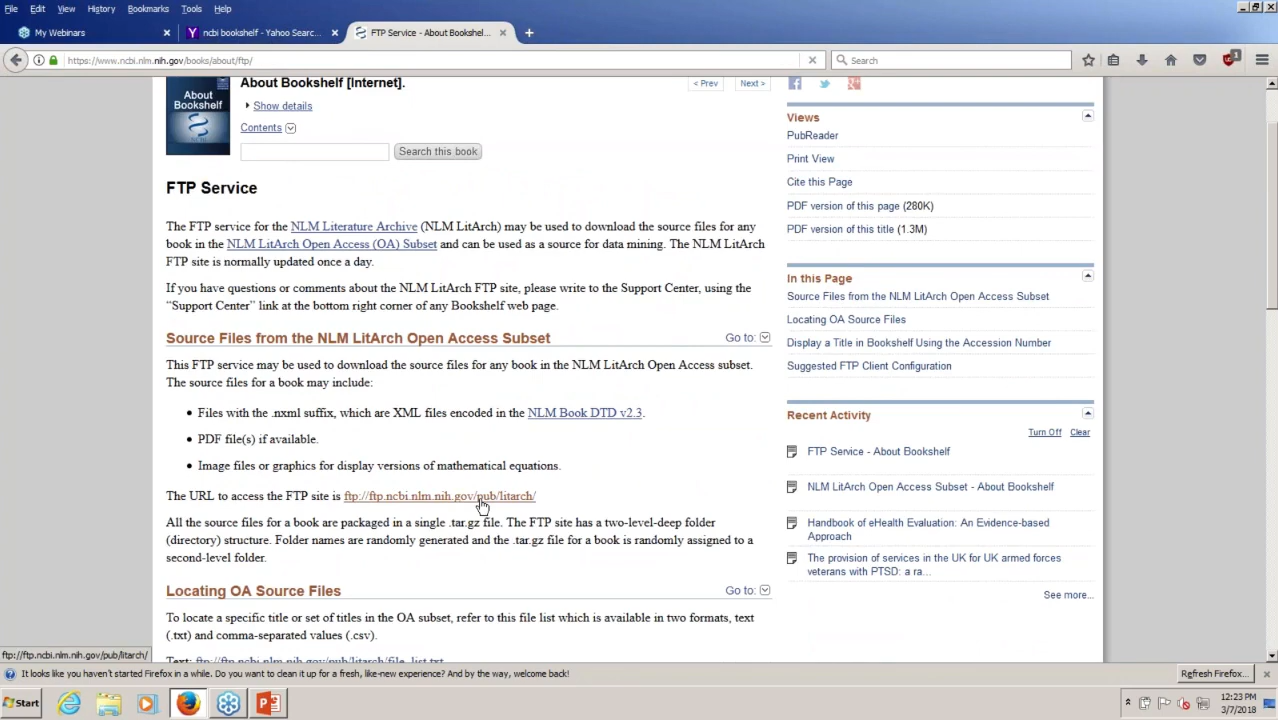 File Edit View History Bookmarks Tools Help
My Webinars × ncbi bookshelf - Yahoo Searc... × FTP Service - About Bookshel... × +
https://www.ncbi.nlm.nih.gov/books/about/ftp/ Search 1
About Bookshelf
About Bookshelf [Internet].
< Prev Next >
Show details
Contents
Search this book
FTP Service
The FTP service for the NLM Literature Archive (NLM LitArch) may be used to download the source files for any
book in the NLM LitArch Open Access (OA) Subset and can be used as a source for data mining. The NLM LitArch
FTP site is normally updated once a day.
If you have questions or comments about the NLM LitArch FTP site, please write to the Support Center, using the
“Support Center” link at the bottom right corner of any Bookshelf web page.
Source Files from the NLM LitArch Open Access Subset Go to:
This FTP service may be used to download the source files for any book in the NLM LitArch Open Access subset.
The source files for a book may include:
• Files with the .nxml suffix, which are XML files encoded in the NLM Book DTD v2.3.
• PDF file(s) if available.
• Image files or graphics for display versions of mathematical equations.
The URL to access the FTP site is ftp://ftp.ncbi.nlm.nih.gov/pub/litarch/
All the source files for a book are packaged in a single .tar.gz file. The FTP site has a two-level-deep folder
(directory) structure. Folder names are randomly generated and the .tar.gz file for a book is randomly assigned to a
second-level folder.
Locating OA Source Files Go to:
To locate a specific title or set of titles in the OA subset, refer to this file list which is available in two formats, text
(.txt) and comma-separated values (.csv).
Text: ftp://ftp.ncbi.nlm.nih.gov/pub/litarch/file_list.txt
Views
PubReader
Print View
Cite this Page
PDF version of this page (280K)
PDF version of this title (1.3M)
In this Page
Source Files from the NLM LitArch Open Access Subset
Locating OA Source Files
Display a Title in Bookshelf Using the Accession Number
Suggested FTP Client Configuration
Recent Activity
Turn Off Clear
FTP Service - About Bookshelf
NLM LitArch Open Access Subset - About Bookshelf
Handbook of eHealth Evaluation: An Evidence-based
Approach
The provision of services in the UK for UK armed forces
veterans with PTSD: a ra...
See more...
ftp://ftp.ncbi.nlm.nih.gov/pub/litarch/
It looks like you haven't started Firefox in a while. Do you want to clean it up for a fresh, like-new experience? And by the way, welcome back! Refresh Firefox... ×
Start
12:23 PM
3/7/2018